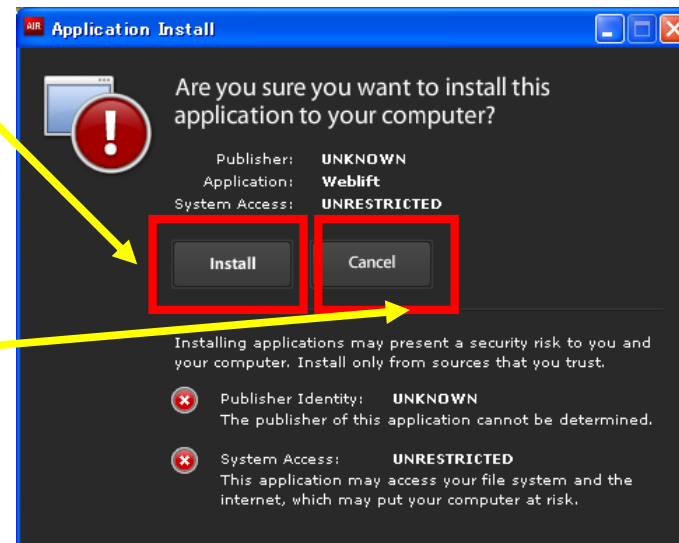 AIR Application Install
Are you sure you want to install this
application to your computer?
Publisher: UNKNOWN
Application: Weblift
System Access: UNRESTRICTED
Install Cancel
Installing applications may present a security risk to you and
your computer. Install only from sources that you trust.
Publisher Identity: UNKNOWN
The publisher of this application cannot be determined.
System Access: UNRESTRICTED
This application may access your file system and the
internet, which may put your computer at risk.